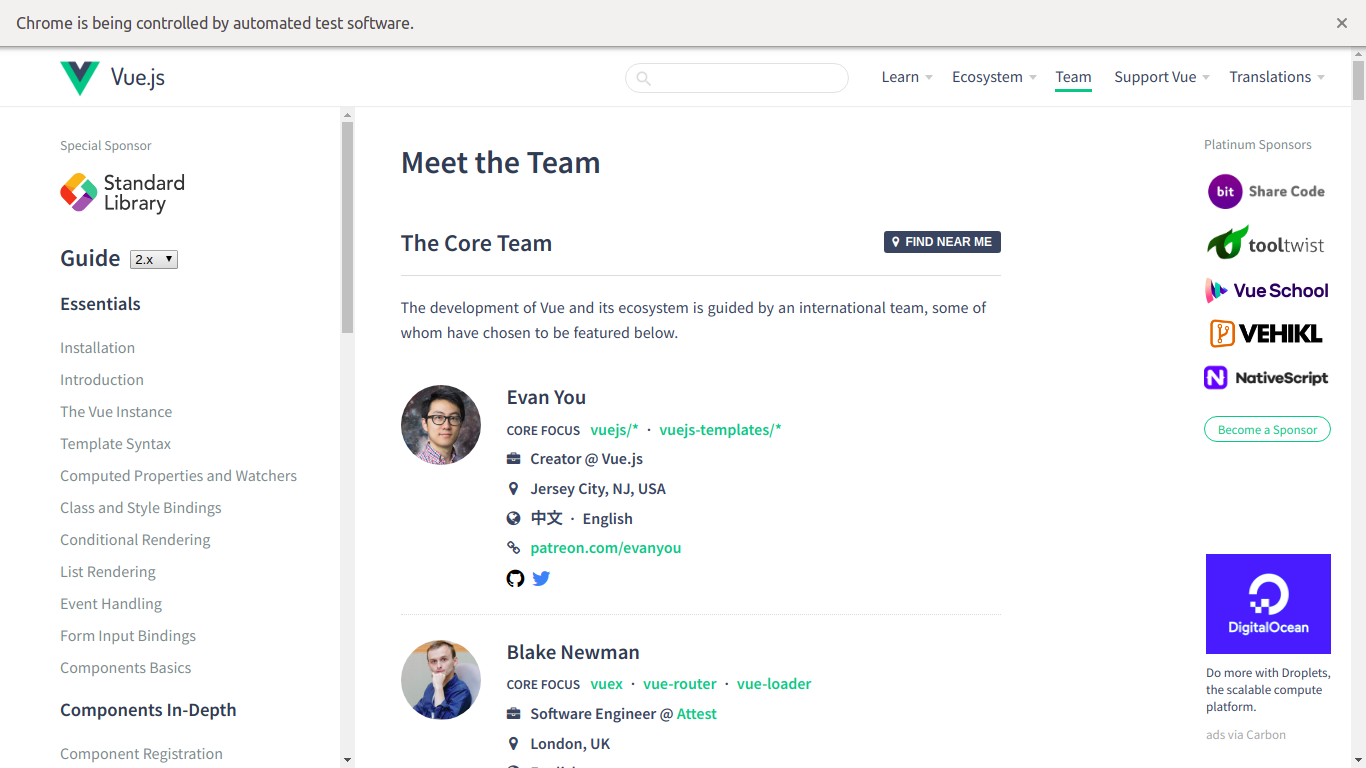 Chrome is being controlled by automated test software.
Vue.js
Learn
Ecosystem
Team
Support Vue
Translations
Special Sponsor
Standard
Library
Guide 2.x
Essentials
Installation
Introduction
The Vue Instance
Template Syntax
Computed Properties and Watchers
Class and Style Bindings
Conditional Rendering
List Rendering
Event Handling
Form Input Bindings
Components Basics
Components In-Depth
Component Registration
Meet the Team
The Core Team
FIND NEAR ME
The development of Vue and its ecosystem is guided by an international team, some of
whom have chosen to be featured below.
Evan You
CORE FOCUS vuejs/* · vuejs-templates/*
Creator @ Vue.js
Jersey City, NJ, USA
中文 · English
patreon.com/evanyou
Blake Newman
CORE FOCUS vuex · vue-router · vue-loader
Software Engineer @ Attest
London, UK
Platinum Sponsors
bit Share Code
tooltwist
Vue School
VEHIKL
NativeScript
Become a Sponsor
DigitalOcean
Do more with Droplets,
the scalable compute
platform.
ads via Carbon